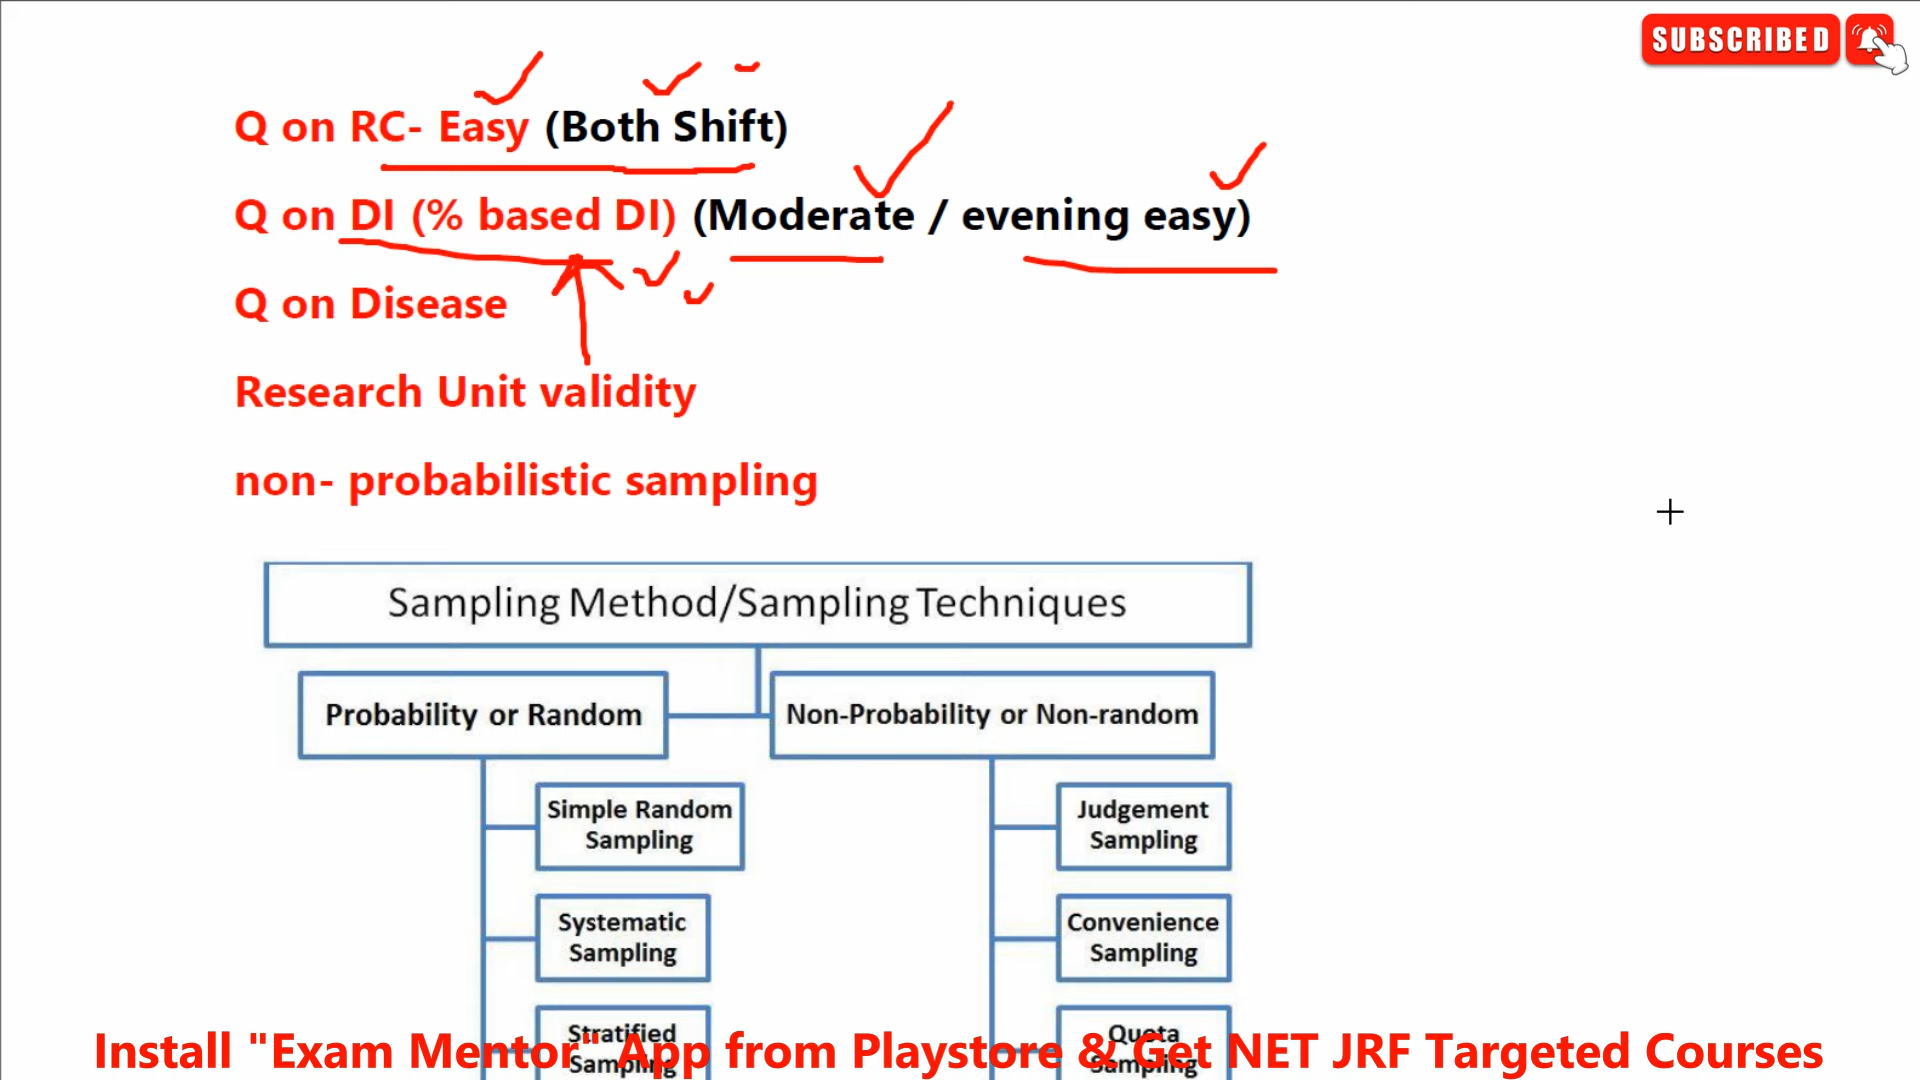 SUBSCRIBED
Q on RC- Easy (Both Shift)
Q on DI (% based DI) (Moderate / evening easy)
Q on Disease
Research Unit validity
non- probabilistic sampling
Sampling Method/Sampling Techniques
Probability or Random
Non-Probability or Non-random
Simple Random
Sampling
Judgement
Sampling
Systematic
Sampling
Convenience
Sampling
Stratified
Sampling
Quota
Sampling
Install "Exam Mentor" App from Playstore & Get NET JRF Targeted Courses